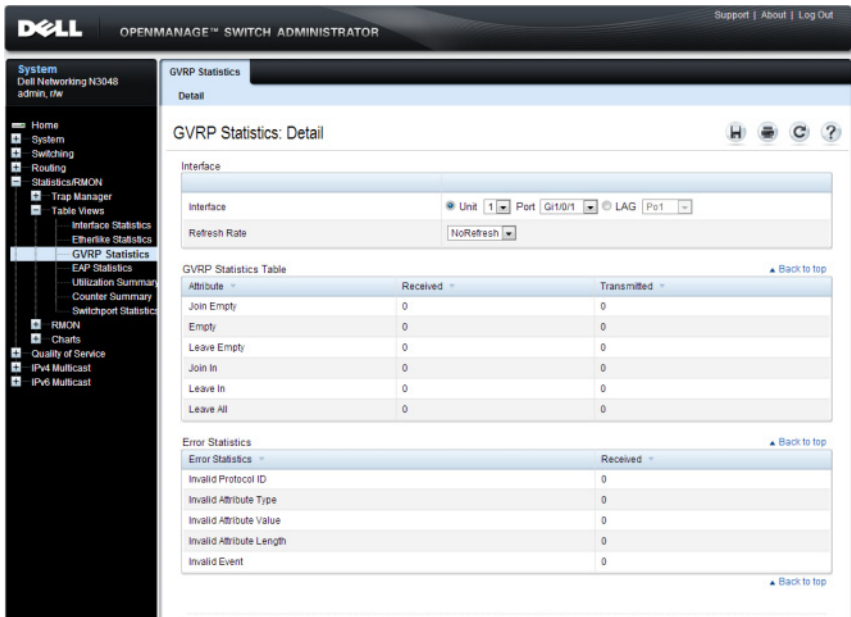 Support | About | Log Out
DELL OPENMANAGE™ SWITCH ADMINISTRATOR
System
Dell Networking N3048
admin, r/w
Home
System
Switching
Routing
Statistics/RMON
Trap Manager
Table Views
Interface Statistics
Etherlike Statistics
GVRP Statistics
EAP Statistics
Utilization Summary
Counter Summary
Switchport Statistics
RMON
Charts
Quality of Service
IPv4 Multicast
IPv6 Multicast
GVRP Statistics
Detail
GVRP Statistics: Detail
Interface
Interface Unit 1 Port Gi1/0/1 LAG Po1
Refresh Rate NoRefresh
GVRP Statistics Table Back to top
Attribute Received Transmitted
Join Empty 0 0
Empty 0 0
Leave Empty 0 0
Join In 0 0
Leave In 0 0
Leave All 0 0
Error Statistics Back to top
Error Statistics Received
Invalid Protocol ID 0
Invalid Attribute Type 0
Invalid Attribute Value 0
Invalid Attribute Length 0
Invalid Event 0
Back to top